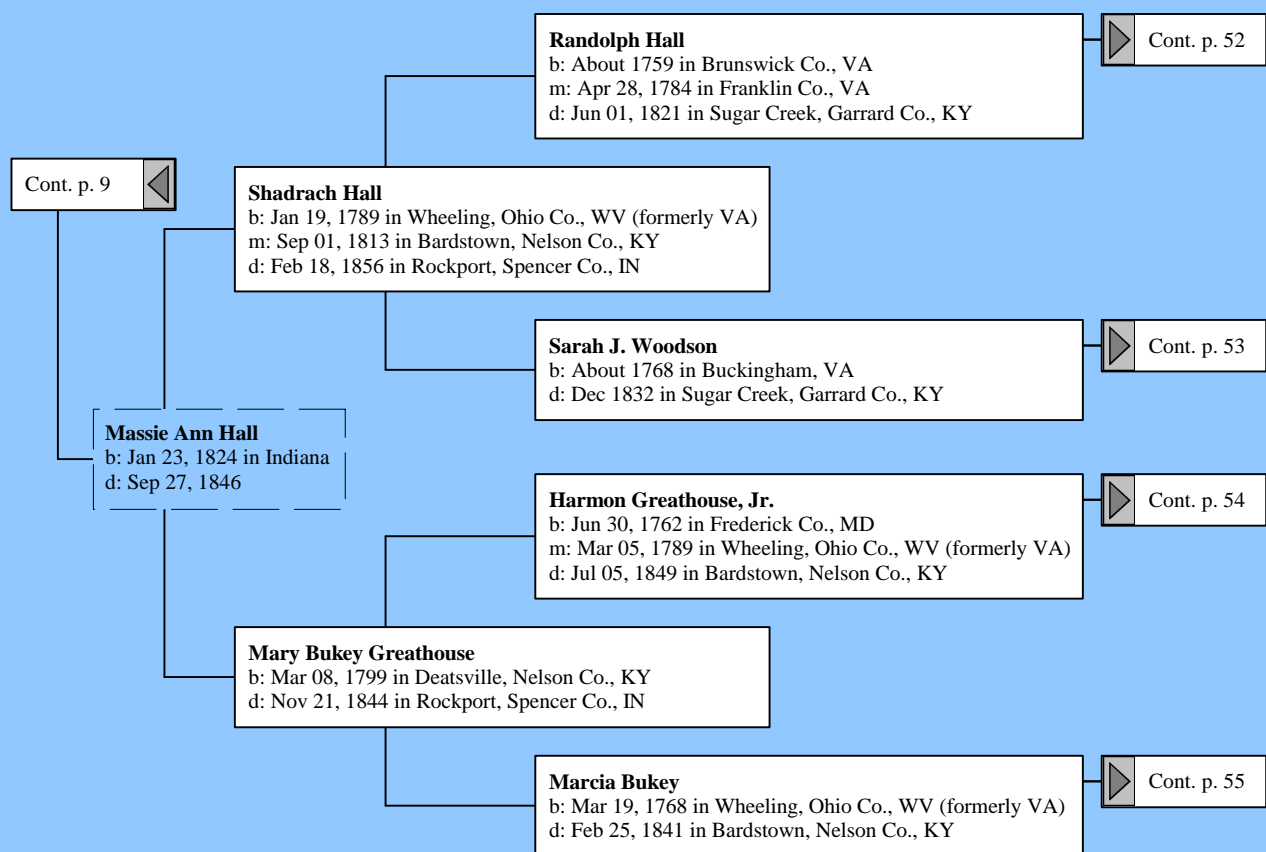 Randolph Hall
b: About 1759 in Brunswick Co., VA
m: Apr 28, 1784 in Franklin Co., VA
d: Jun 01, 1821 in Sugar Creek, Garrard Co., KY
Cont. p. 52
Cont. p. 9
Shadrach Hall
b: Jan 19, 1789 in Wheeling, Ohio Co., WV (formerly VA)
m: Sep 01, 1813 in Bardstown, Nelson Co., KY
d: Feb 18, 1856 in Rockport, Spencer Co., IN
Sarah J. Woodson
b: About 1768 in Buckingham, VA
d: Dec 1832 in Sugar Creek, Garrard Co., KY
Cont. p. 53
Massie Ann Hall
b: Jan 23, 1824 in Indiana
d: Sep 27, 1846
Harmon Greathouse, Jr.
b: Jun 30, 1762 in Frederick Co., MD
m: Mar 05, 1789 in Wheeling, Ohio Co., WV (formerly VA)
d: Jul 05, 1849 in Bardstown, Nelson Co., KY
Cont. p. 54
Mary Bukey Greathouse
b: Mar 08, 1799 in Deatsville, Nelson Co., KY
d: Nov 21, 1844 in Rockport, Spencer Co., IN
Marcia Bukey
b: Mar 19, 1768 in Wheeling, Ohio Co., WV (formerly VA)
d: Feb 25, 1841 in Bardstown, Nelson Co., KY
Cont. p. 55